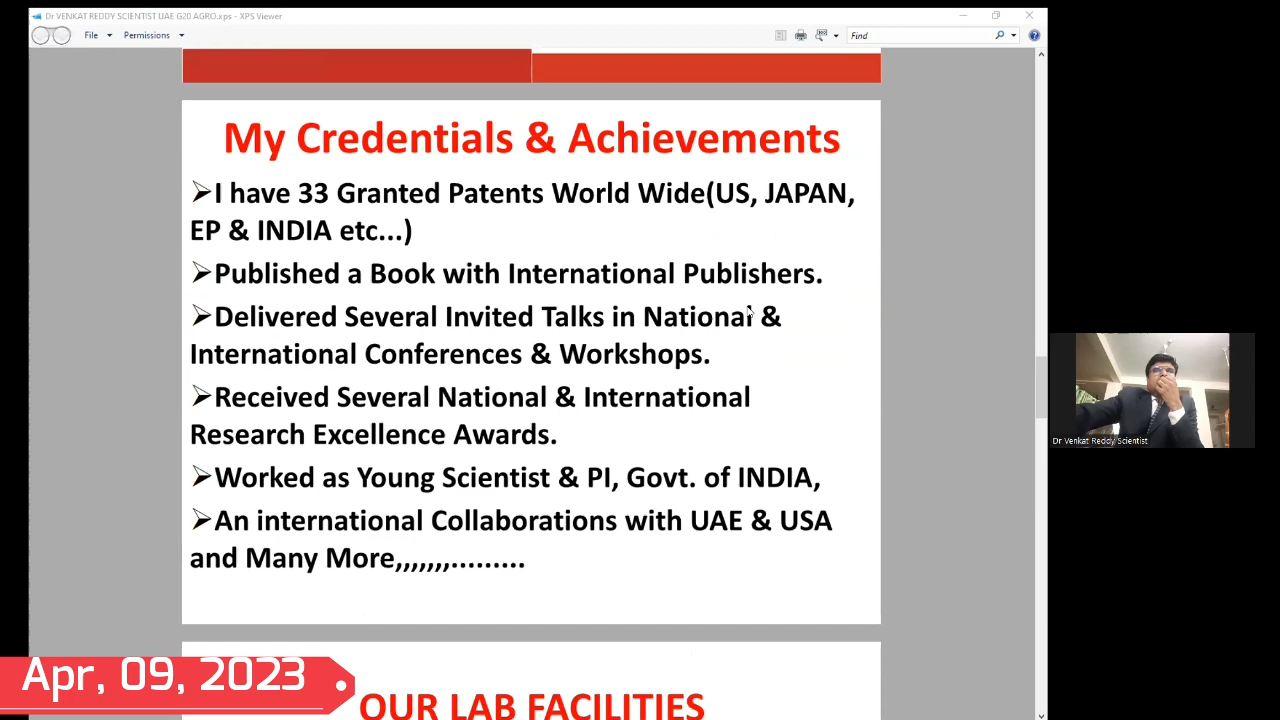 Dr VENKAT REDDY SCIENTIST UAE G20 AGRO.xps - XPS Viewer
File
Permissions
Find
My Credentials & Achievements
➢I have 33 Granted Patents World Wide(US, JAPAN,
EP & INDIA etc...)
➢Published a Book with International Publishers.
➢Delivered Several Invited Talks in National &
International Conferences & Workshops.
➢Received Several National & International
Research Excellence Awards.
➢Worked as Young Scientist & PI, Govt. of INDIA,
➢An international Collaborations with UAE & USA
and Many More,,,,,,,.........
Dr Venkat Reddy Scientist
Apr, 09, 2023
OUR LAB FACILITIES